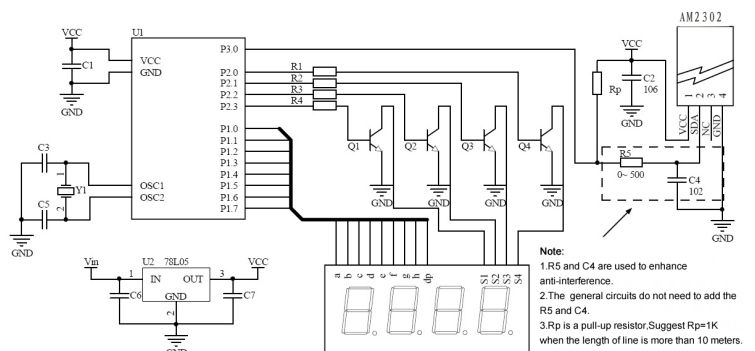 AM2302
VCC
C1
GND
U1
VCC
GND
OSC1
OSC2
P3.0
P2.0
P2.1
P2.2
P2.3
P1.0
P1.1
P1.2
P1.3
P1.4
P1.5
P1.6
P1.7
R1
R2
R3
R4
Q1
Q2
Q3
Q4
GND
GND
GND
GND
VCC
Rp
C2
106
GND
1
2
3
4
VCC
SDA
NC
GND
R5
0~ 500
C4
102
GND
C3
1
Y1
2
C5
GND
Vin
1
U2 78L05
IN OUT
GND
2
3
VCC
C6
C7
GND
a
b
c
d
e
f
g
h
dp
S1
S2
S3
S4
Note:
1.R5 and C4 are used to enhance
anti-interference.
2.The general circuits do not need to add the
R5 and C4.
3.Rp is a pull-up resistor,Suggest Rp=1K
when the length of line is more than 10 meters.